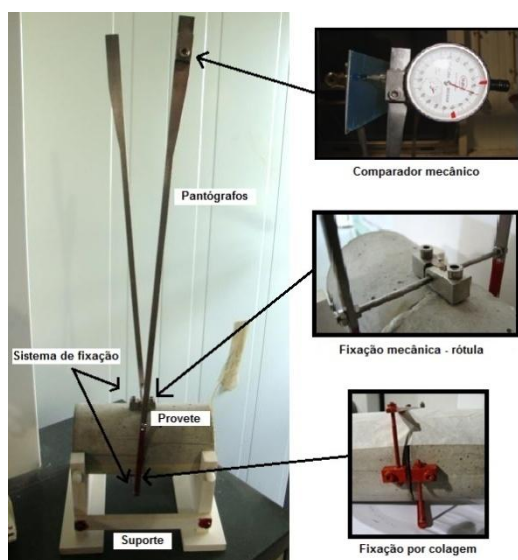 Comparador mecânico
Pantógrafos
Fixação mecânica - rótula
Sistema de fixação
Provete
Suporte
Fixação por colagem